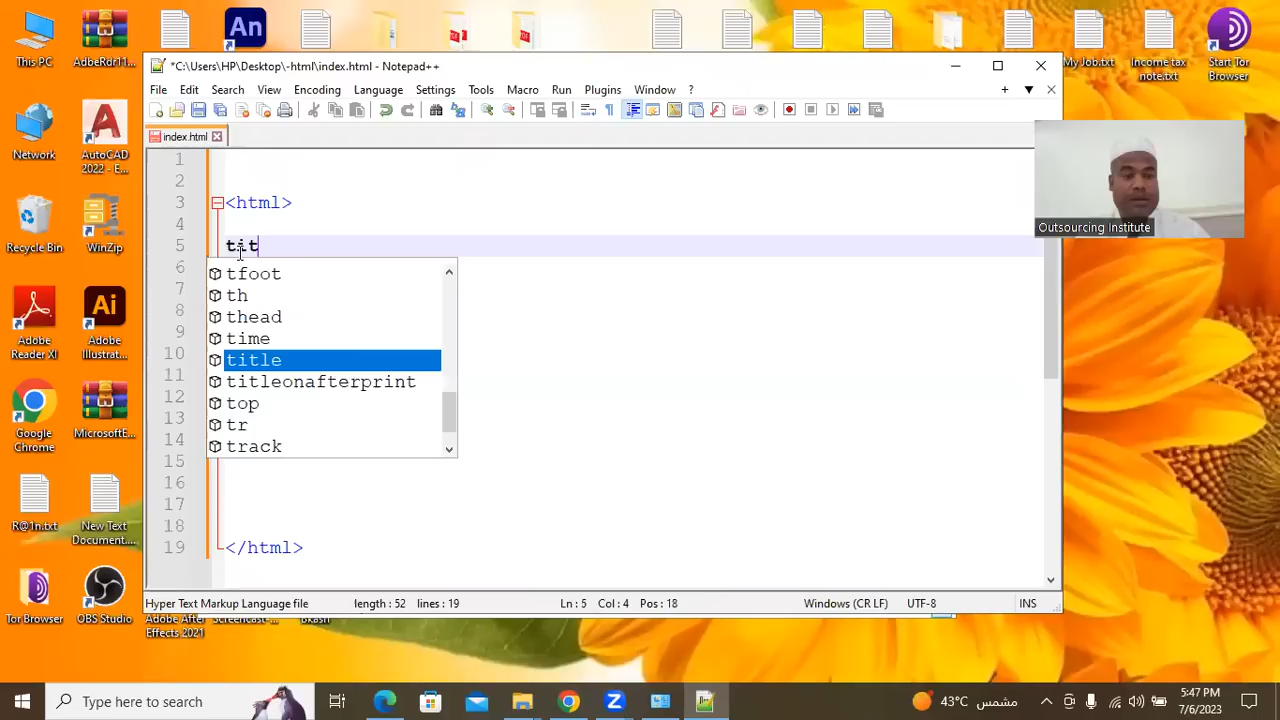 An
This PC
AdbeRdr11...
My Job.txt
Income tax
note.txt
Start Tor
Browser
*C:\Users\HP\Desktop\-html\index.html - Notepad++
File Edit Search View Encoding Language Settings Tools Macro Run Plugins Window ?
index.html
1
2
3 <html>
4
5 tit
6
7
8
9
10
11
12
13
14
15
16
17
18
19 </html>
tfoot
th
thead
time
title
titleonafterprint
top
tr
track
Outsourcing Institute
Network
AutoCAD
2022 - E...
Recycle Bin
WinZip
Adobe
Reader XI
Ai
Adobe
Illustrat...
Google
Chrome
MicrosoftE...
R@1n.txt
New Text
Document...
Tor Browser
OBS Studio
Adobe After
Effects 2021
Screencast-...
Bkash
Hyper Text Markup Language file length : 52 lines : 19 Ln : 5 Col : 4 Pos : 18 Windows (CR LF) UTF-8 INS
Type here to search
43°C مشمس
5:47 PM
7/6/2023